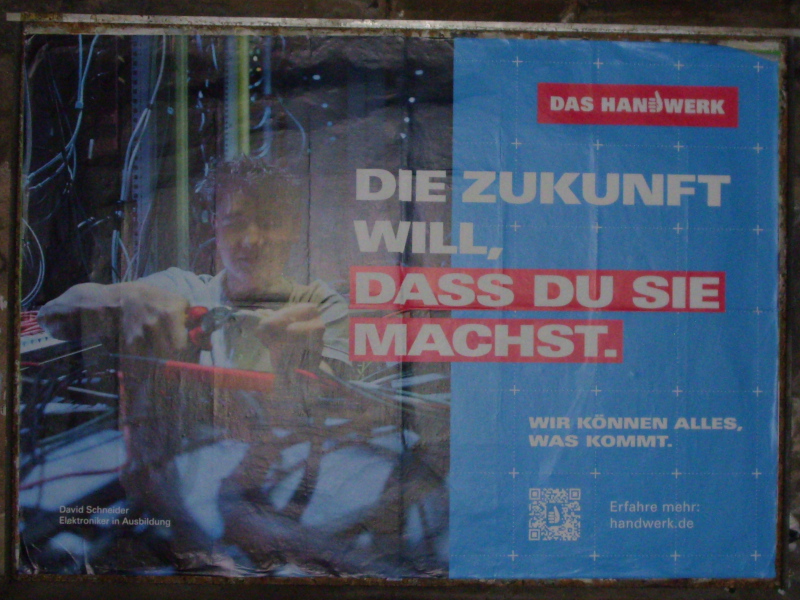 DAS HANDWERK
DIE ZUKUNFT
WILL,
DASS DU SIE
MACHST.
WIR KÖNNEN ALLES,
WAS KOMMT.
Erfahre mehr:
handwerk.de
David Schneider
Elektroniker in Ausbildung